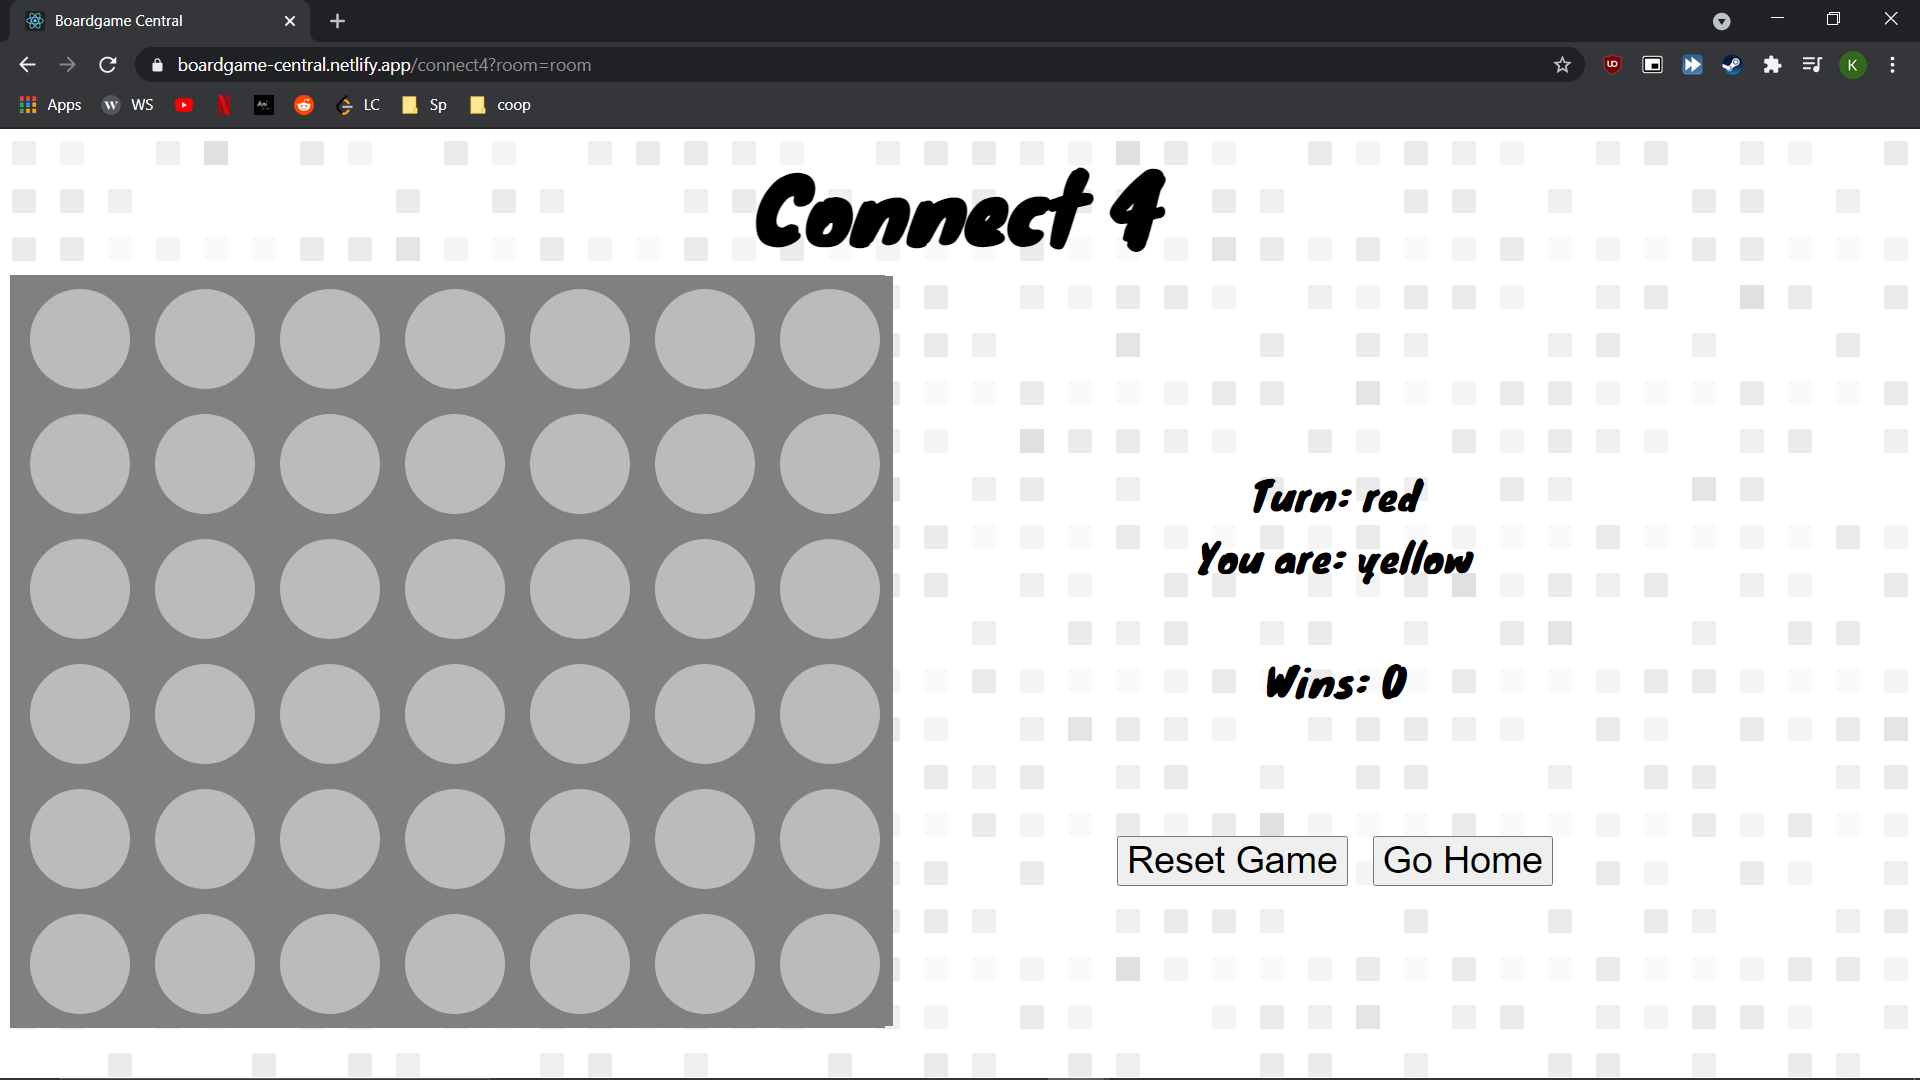 Boardgame Central
boardgame-central.netlify.app/connect4?room=room
K
Apps
W WS
LC
Sp
coop
Connect 4
Turn: red
You are: yellow
Wins: 0
Reset Game
Go Home